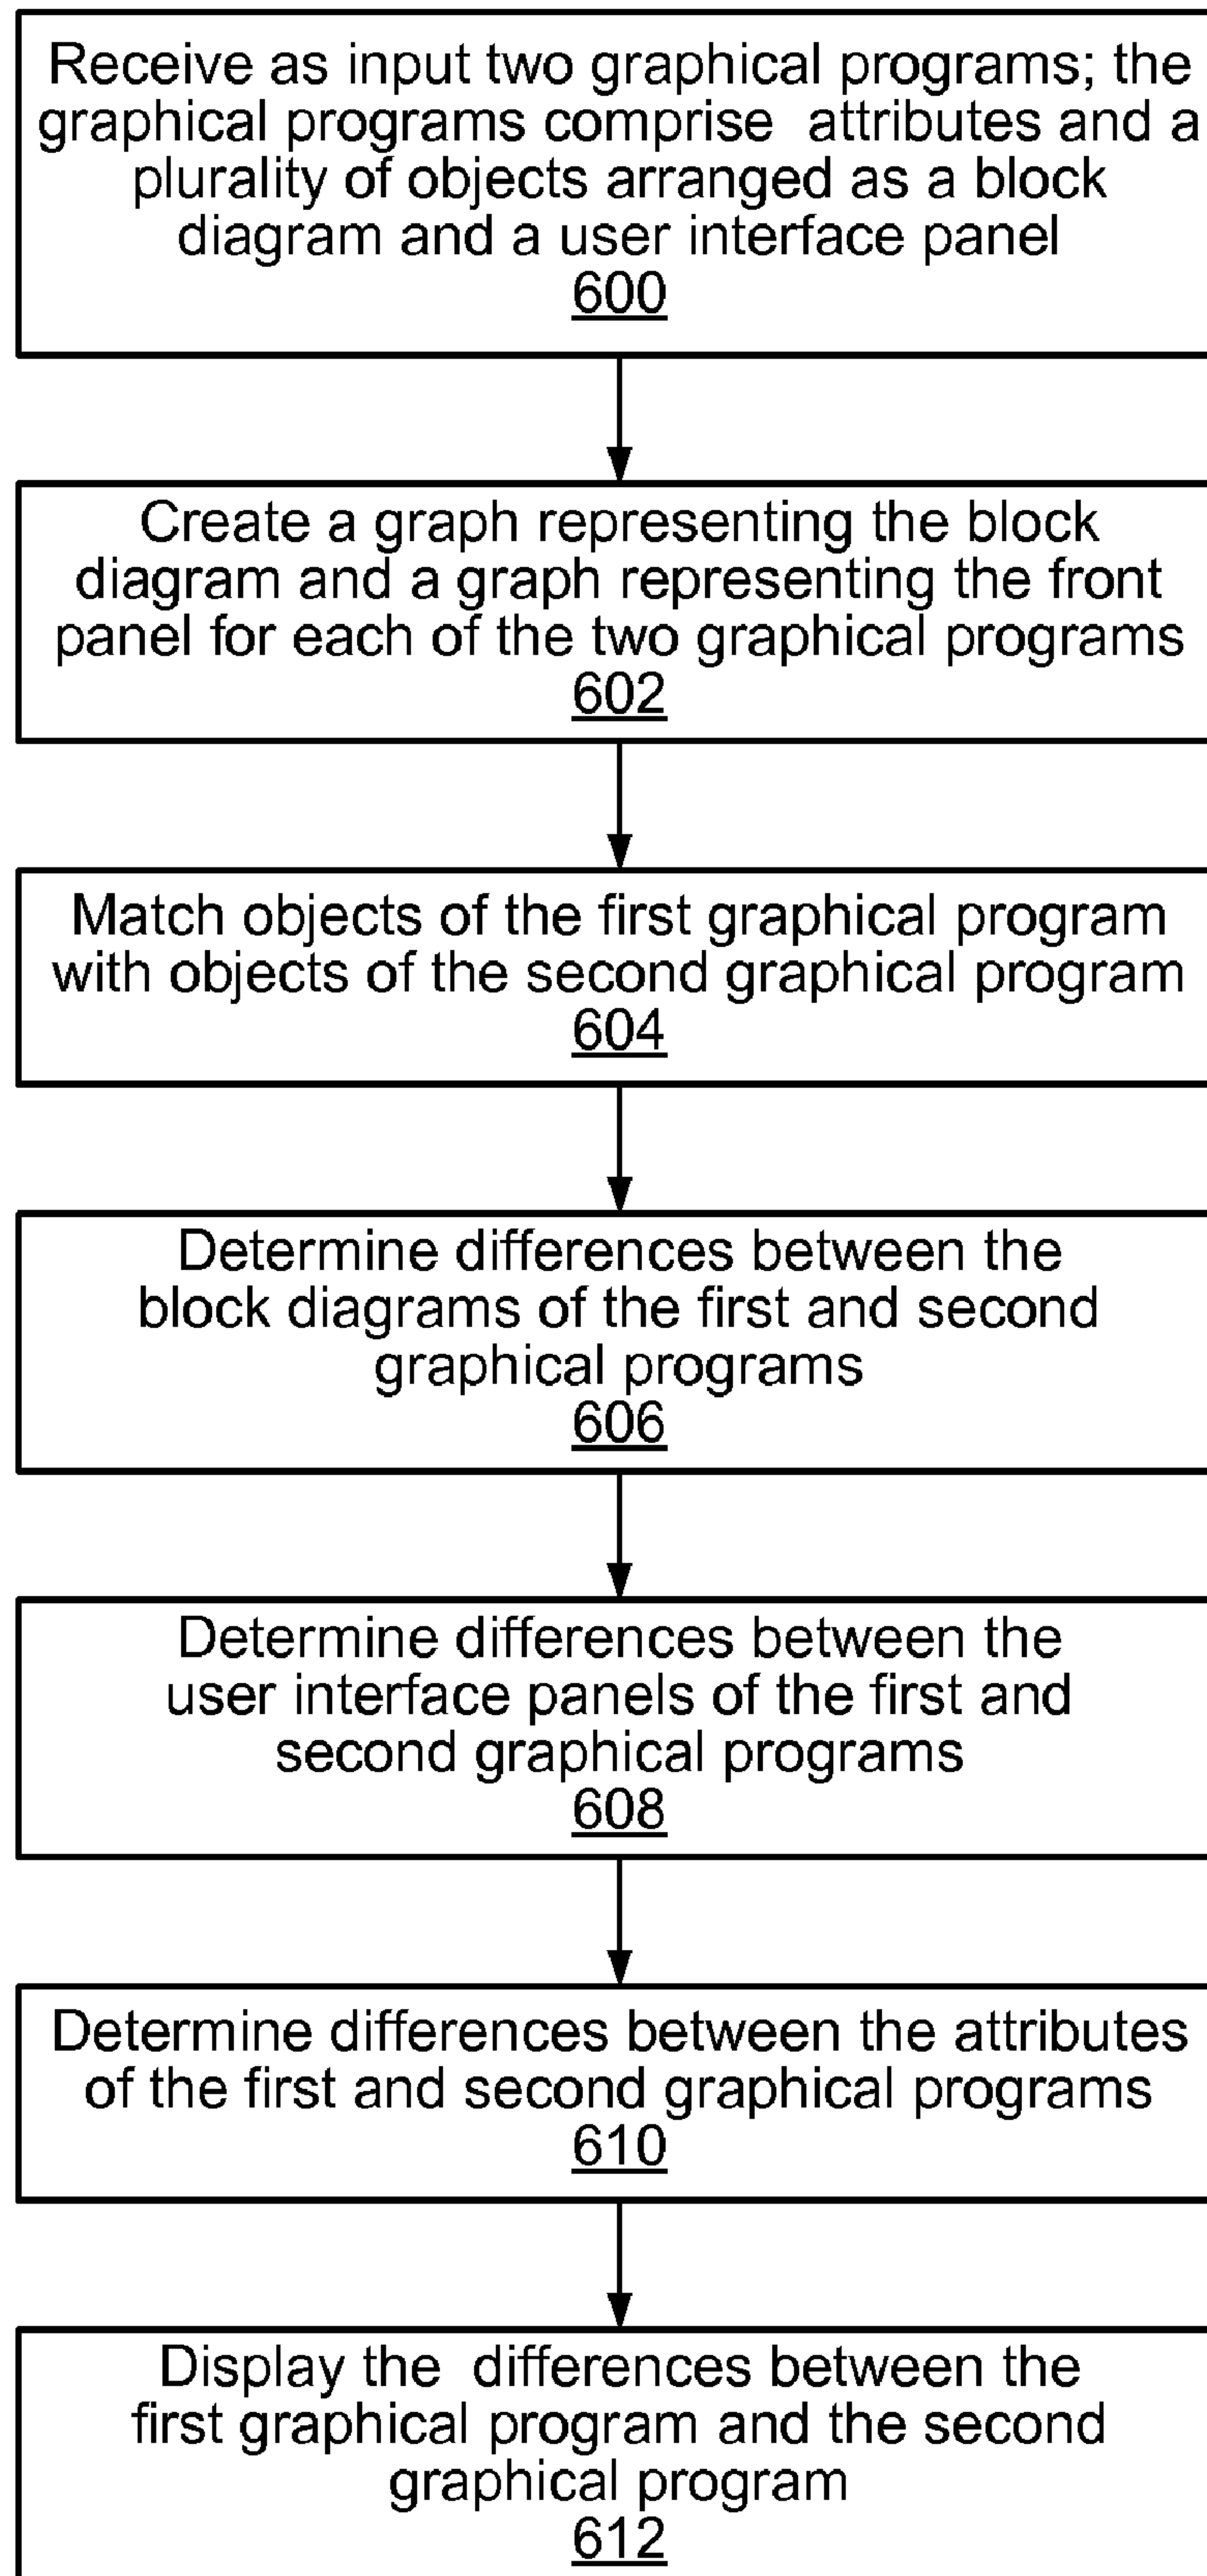 Receive as input two graphical programs; the
graphical programs comprise attributes and a
plurality of objects arranged as a block
diagram and a user interface panel
600
Create a graph representing the block
diagram and a graph representing the front
panel for each of the two graphical programs
602
Match objects of the first graphical program
with objects of the second graphical program
604
Determine differences between the
block diagrams of the first and second
graphical programs
606
Determine differences between the
user interface panels of the first and
second graphical programs
608
Determine differences between the attributes
of the first and second graphical programs
610
Display the differences between the
first graphical program and the second
graphical program
612